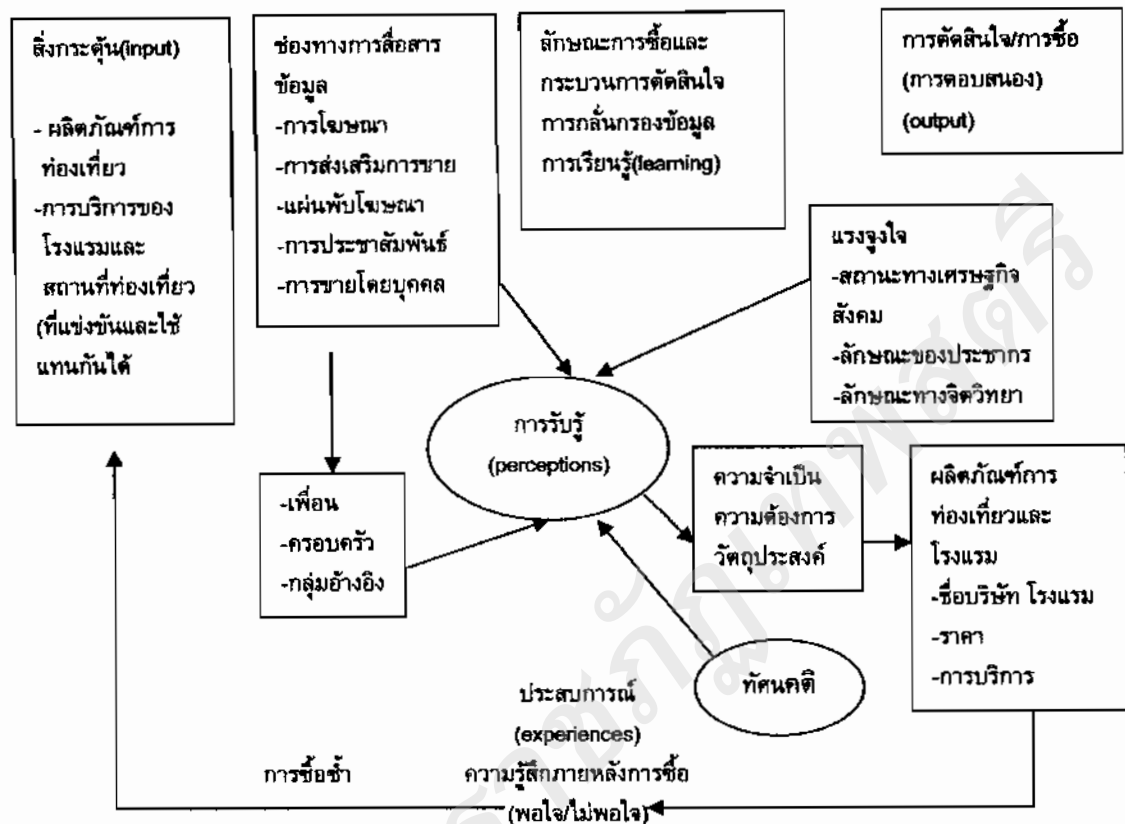 สิ่งกระตุ้น(input)
- ผลิตภัณฑ์การ
ท่องเที่ยว
-การบริการของ
โรงแรมและ
สถานที่ท่องเที่ยว
(ที่แข่งขันและใช้
แทนกันได้
ช่องทางการสื่อสาร
ข้อมูล
-การโฆษณา
-การส่งเสริมการขาย
-แผ่นพับโฆษณา
-การประชาสัมพันธ์
-การขายโดยบุคคล
ลักษณะการซื้อและ
กระบวนการตัดสินใจ
การกลั่นกรองข้อมูล
การเรียนรู้(learning)
การตัดสินใจ/การซื้อ
(การตอบสนอง)
(output)
แรงจูงใจ
-สถานะทางเศรษฐกิจ
สังคม
-ลักษณะของประชากร
-ลักษณะทางจิตวิทยา
การรับรู้
(perceptions)
-เพื่อน
-ครอบครัว
-กลุ่มอ้างอิง
ความจำเป็น
ความต้องการ
วัตถุประสงค์
ผลิตภัณฑ์การ
ท่องเที่ยวและ
โรงแรม
-ชื่อบริษัท โรงแรม
-ราคา
-การบริการ
ทัศนคติ
ประสบการณ์
(experiences)
การซื้อซ้ำ
ความรู้สึกภายหลังการซื้อ
(พอใจ/ไม่พอใจ)
ราชภัฏเทพสตรี